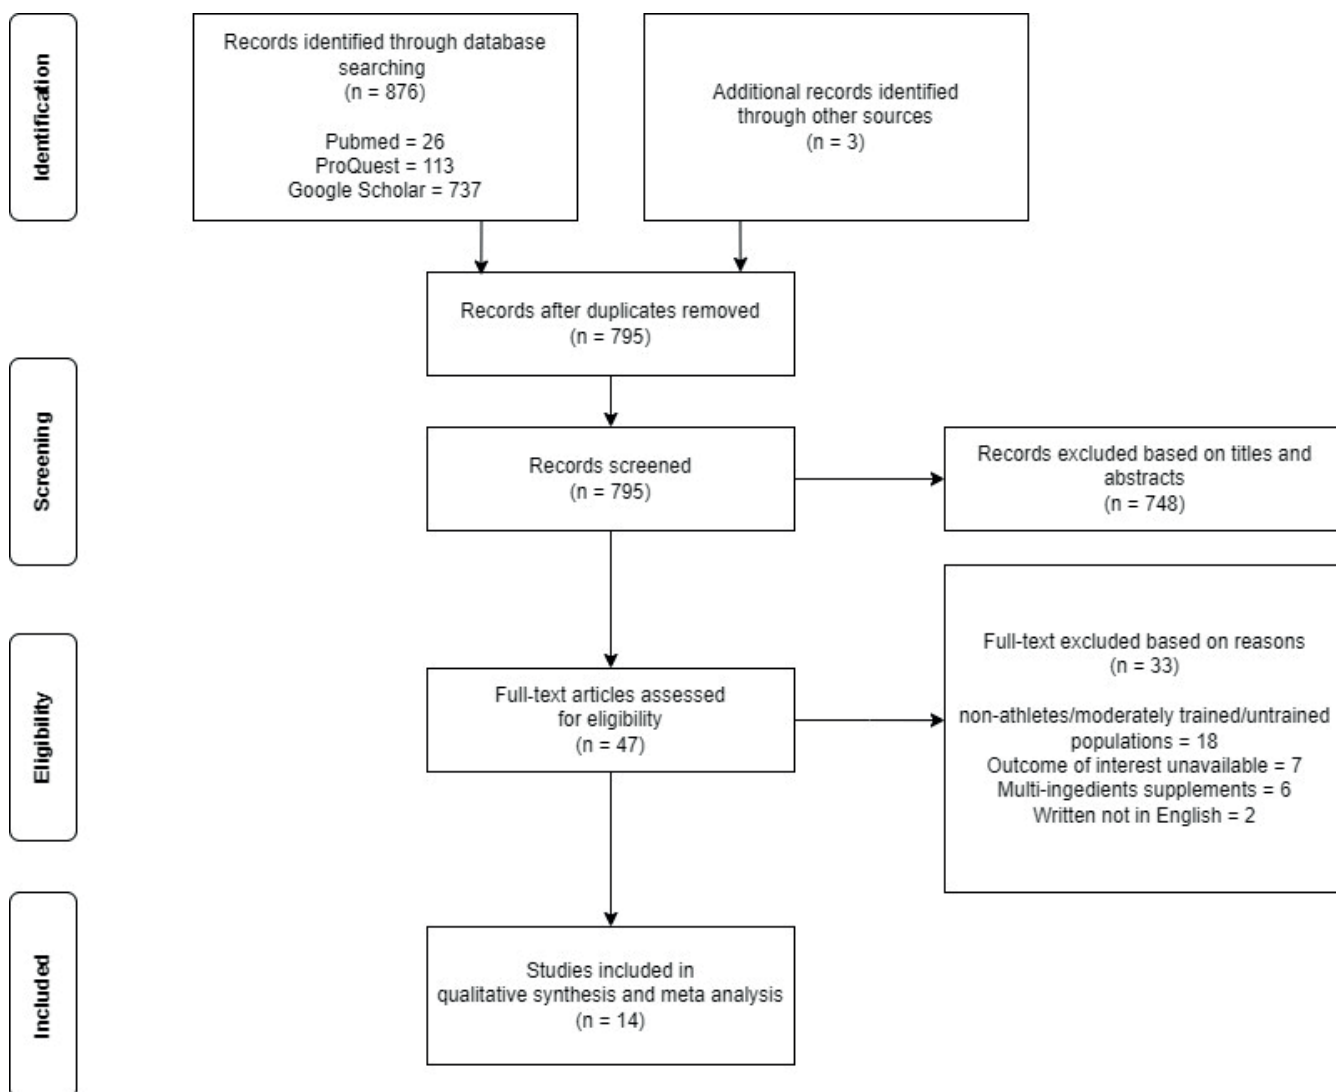 Identification
Records identified through database
searching
(n = 876)
Pubmed = 26
ProQuest = 113
Google Scholar = 737
Additional records identified
through other sources
(n = 3)
Records after duplicates removed
(n = 795)
Screening
Records screened
(n = 795)
Records excluded based on titles and
abstracts
(n = 748)
Eligibility
Full-text articles assessed
for eligibility
(n = 47)
Full-text excluded based on reasons
(n = 33)
non-athletes/moderately trained/untrained
populations = 18
Outcome of interest unavailable = 7
Multi-ingedients supplements = 6
Written not in English = 2
Included
Studies included in
qualitative synthesis and meta analysis
(n = 14)